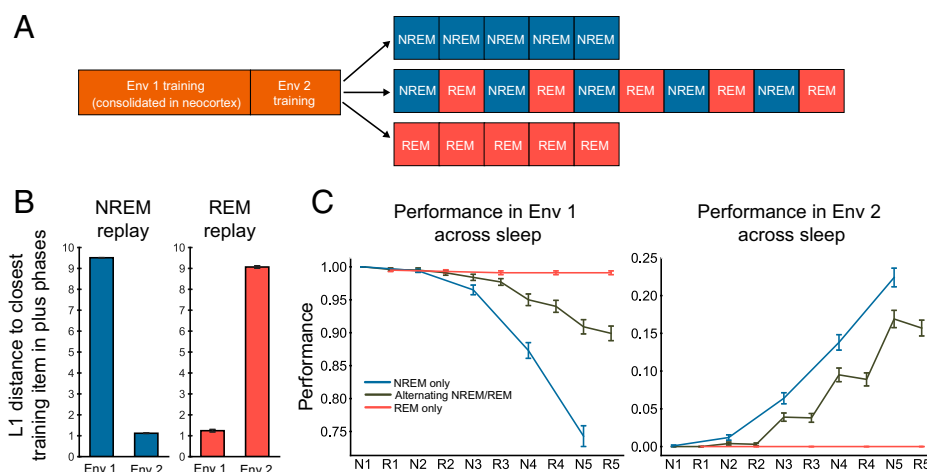 A
NREM NREM NREM NREM NREM
Env 1 training
(consolidated in neocortex)
Env 2
training
NREM REM NREM REM NREM REM NREM REM NREM REM
REM REM REM REM REM
B
NREM
replay
REM
replay
L1 distance to closest
training item in plus phases
10
9
8
7
6
5
4
3
2
1
0
Env 1 Env 2
10
9
8
7
6
5
4
3
2
1
0
Env 1 Env 2
C
Performance in Env 1
across sleep
Performance
1.00
0.95
0.90
0.85
0.80
0.75
NREM only
Alternating NREM/REM
REM only
N1 R1 N2 R2 N3 R3 N4 R4 N5 R5
Performance in Env 2
across sleep
0.25
0.20
0.15
0.10
0.05
0.00
N1 R1 N2 R2 N3 R3 N4 R4 N5 R5